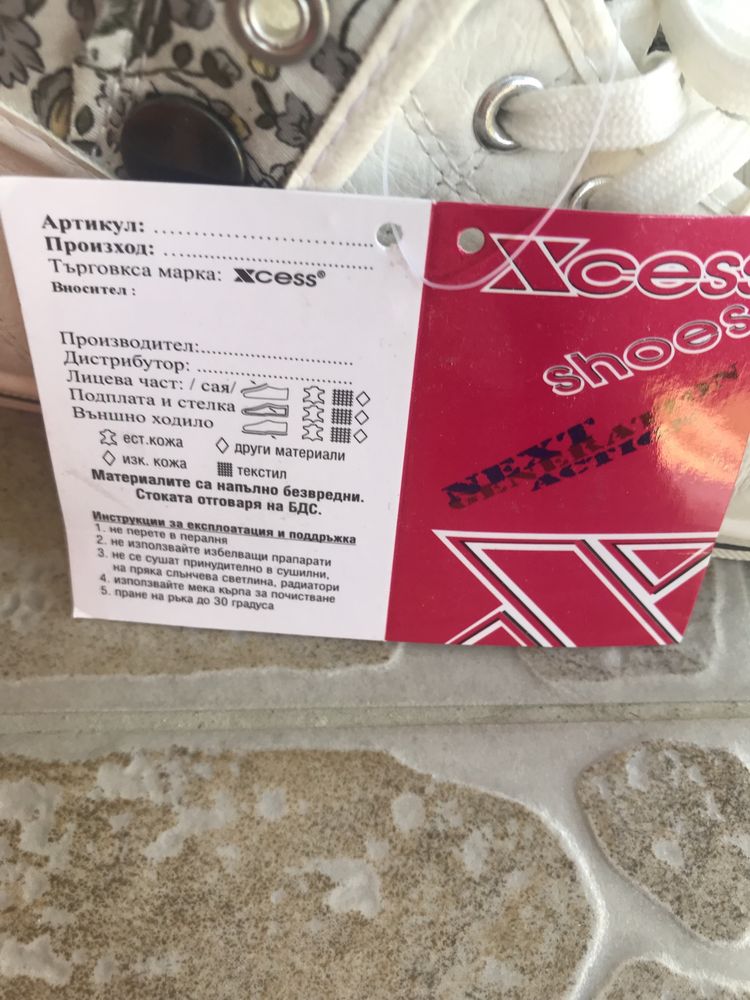 Артикул: ........................
Произход: ........................
Търговкса марка: Xcess®
Вносител :
Производител:........................
Дистрибутор: ........................
Лицева част: / сая/
Подплата и стелка
Външно ходило
ест.кожа
други материали
изк. кожа
текстил
Материалите са напълно безвредни.
Стоката отговаря на БДС.
Инструкции за експлоатация и поддръжка
1. не перете в пералня
2. не използвайте избелващи прапарати
3. не се сушат принудително в сушилни,
на пряка слънчева светлина, радиатори
4. използвайте мека кърпа за почистване
5. пране на ръка до 30 градуса
Xcess
shoes
NEXT
GENERATION
ACTION